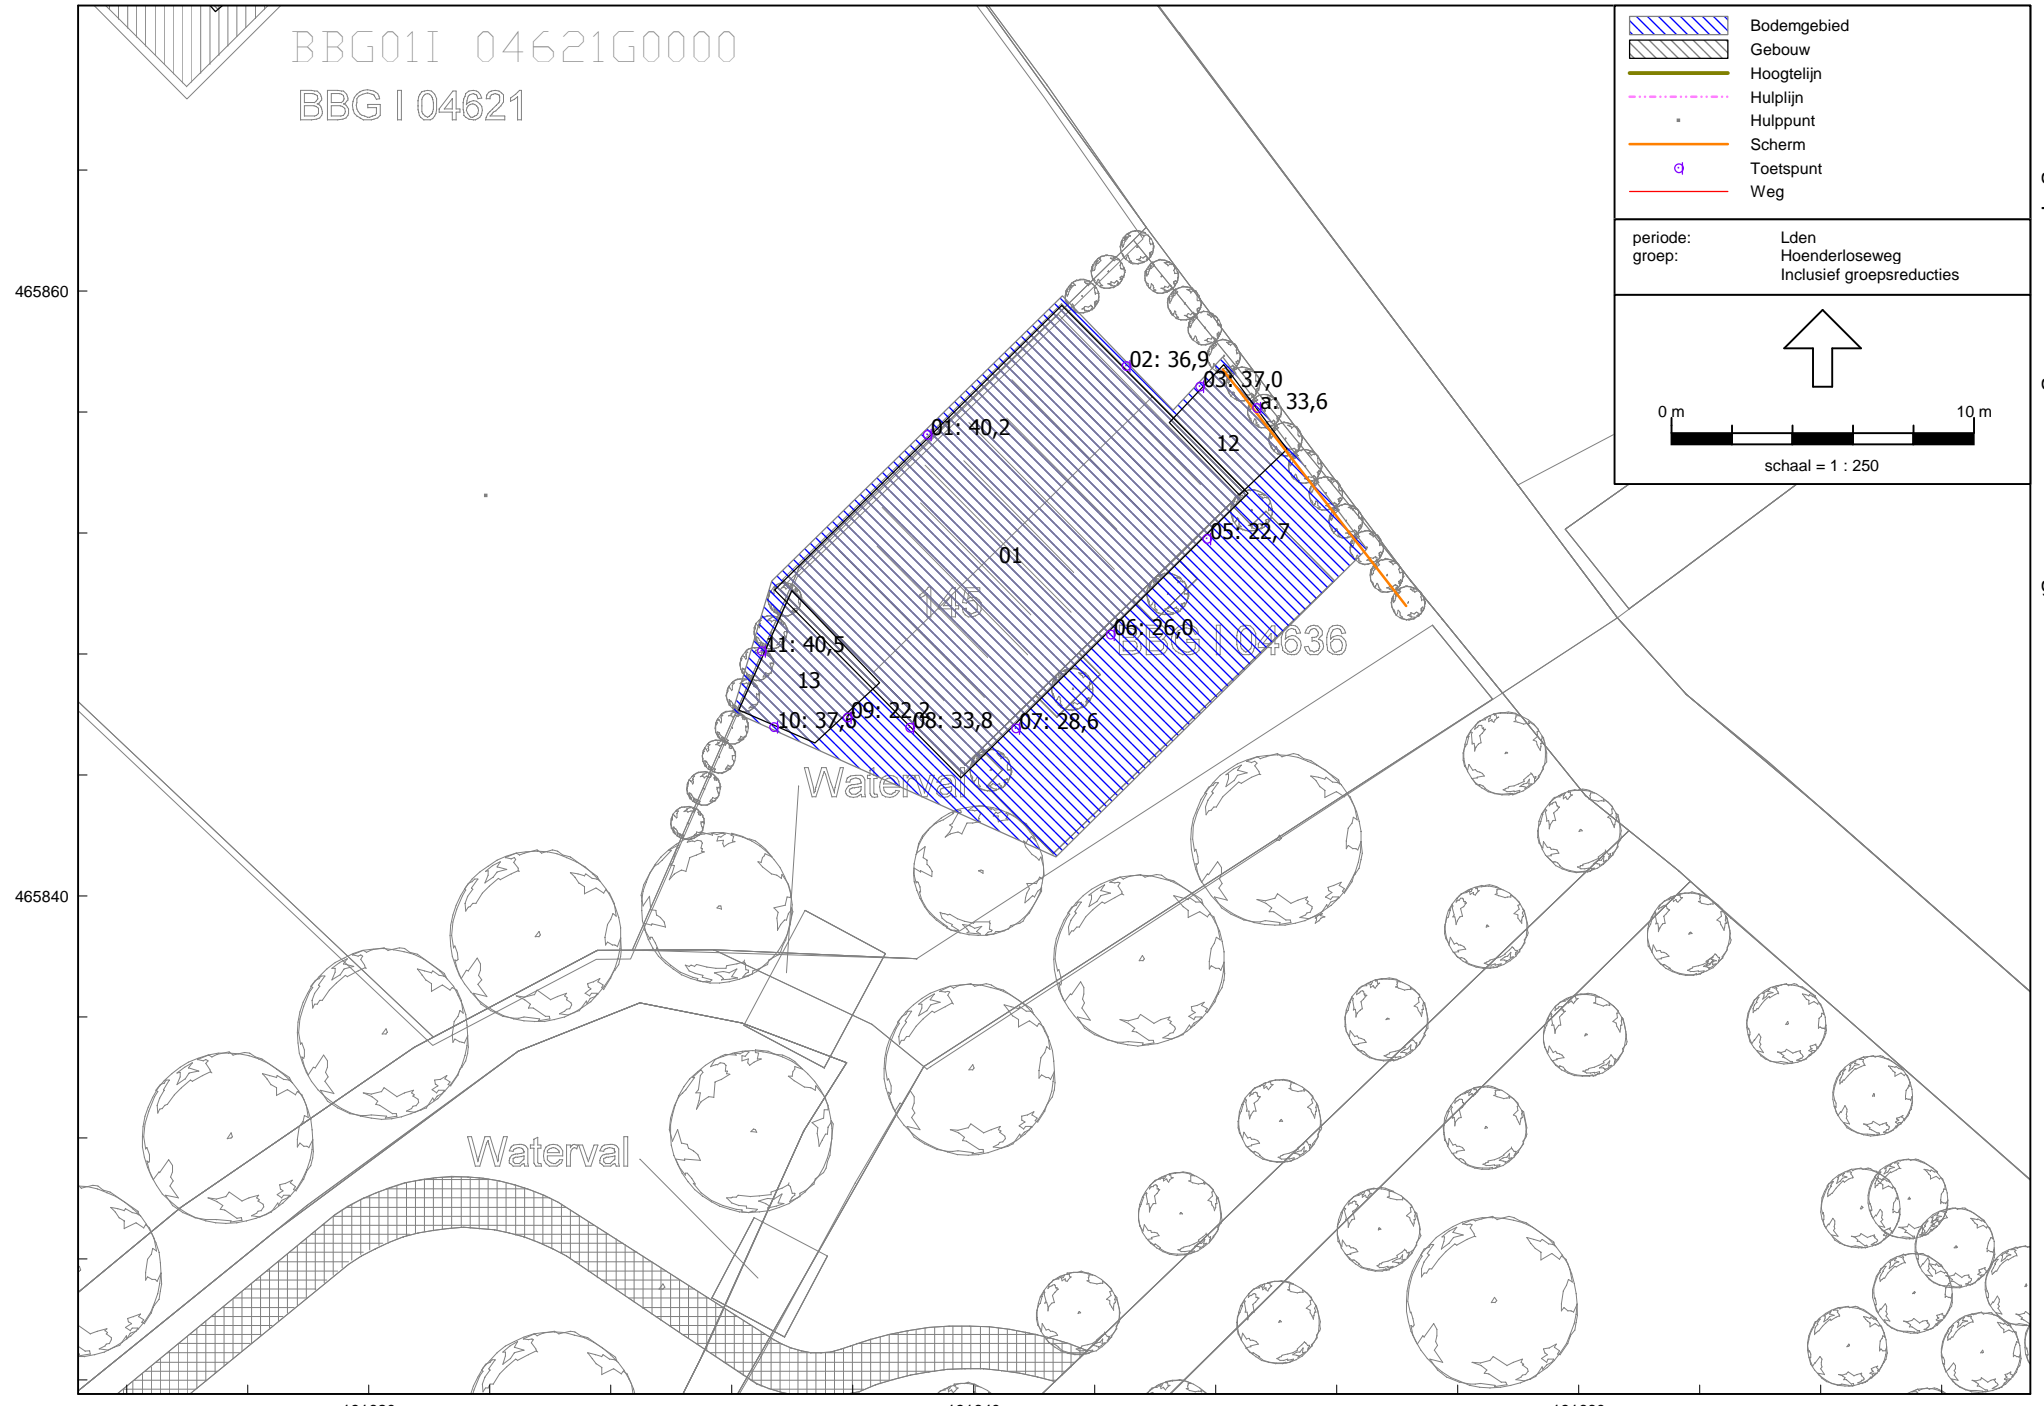 BBG01I 04621G0000
BBG I 04621
Bodemgebied
Gebouw
Hoogtelijn
Hulplijn
Hulppunt
Scherm
Toetspunt
Weg
periode: Lden
groep: Hoenderloseweg
Inclusief groepsreducties
0 m 10 m
schaal = 1 : 250
465860
465840
02: 36,9
03: 37,0
a: 33,6
01: 40,2
12
05: 22,7
01
145
06: 26,0
BBG I 04636
11: 40,5
13
10: 37,6
09: 22,2
08: 33,8
07: 28,6
Waterval
Waterval